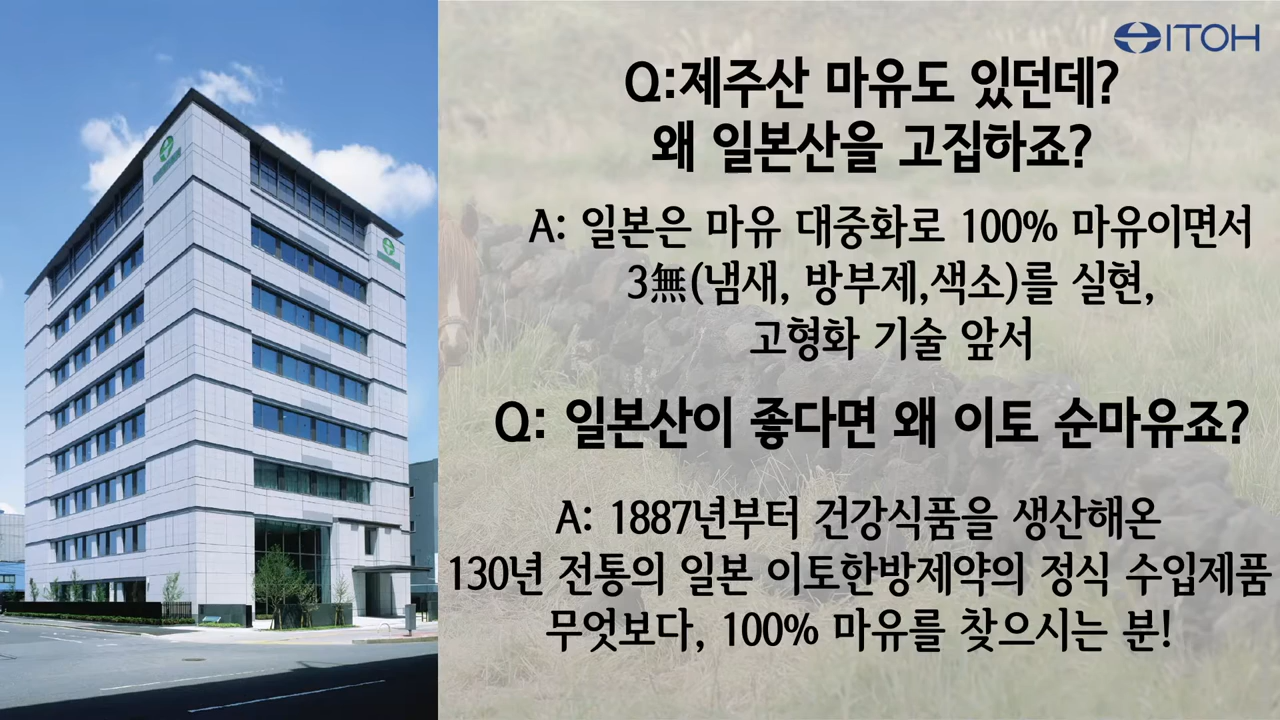 ITOH
Q:제주산 마유도 있던데?
왜 일본산을 고집하죠?
A: 일본은 마유 대중화로 100% 마유이면서
3無(냄새, 방부제,색소)를 실현,
고형화 기술 앞서
Q: 일본산이 좋다면 왜 이토 순마유죠?
A: 1887년부터 건강식품을 생산해온
130년 전통의 일본 이토한방제약의 정식 수입제품
무엇보다, 100% 마유를 찾으시는 분!